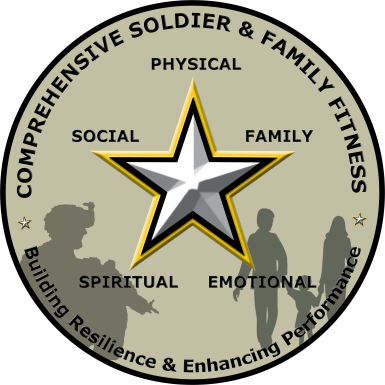 COMPREHENSIVE SOLDIER & FAMILY FITNESS
PHYSICAL
SOCIAL
FAMILY
SPIRITUAL
EMOTIONAL
Building Resilience & Enhancing Performance